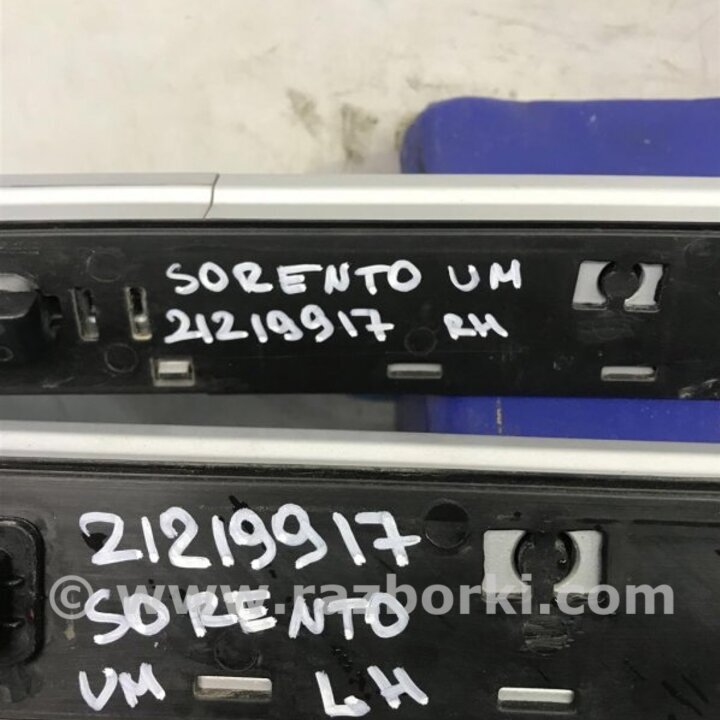 SORENTO UM
21219917 RH
21219917
© www.razborki.com
SORENTO
UM LH